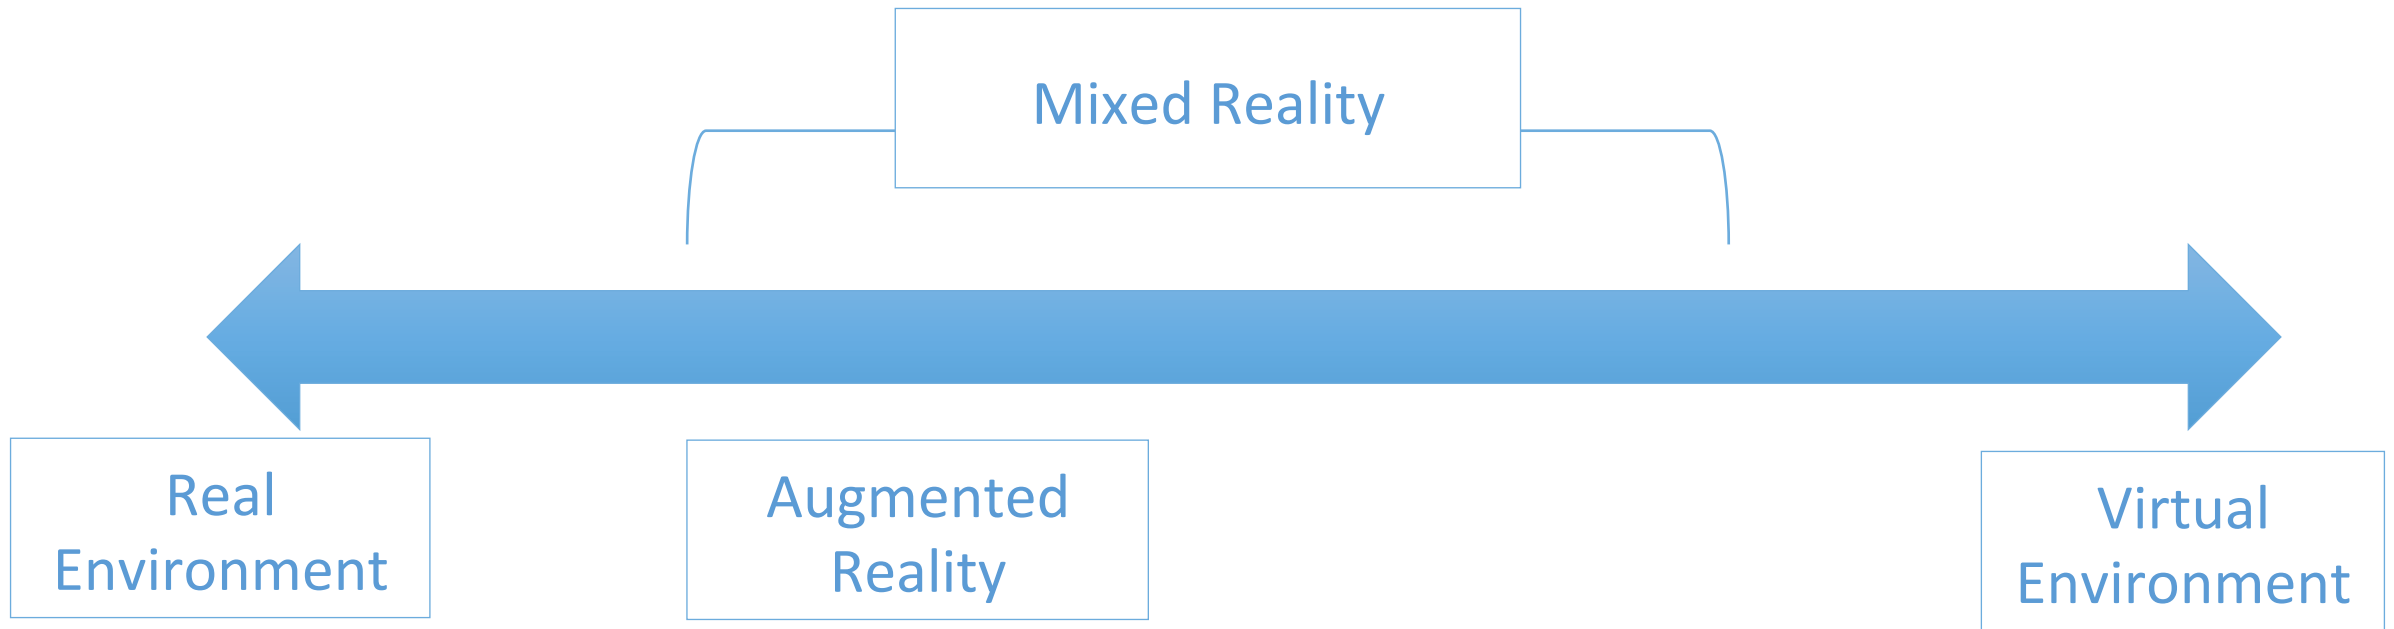 Mixed Reality
Real
Environment
Augmented
Reality
Virtual
Environment